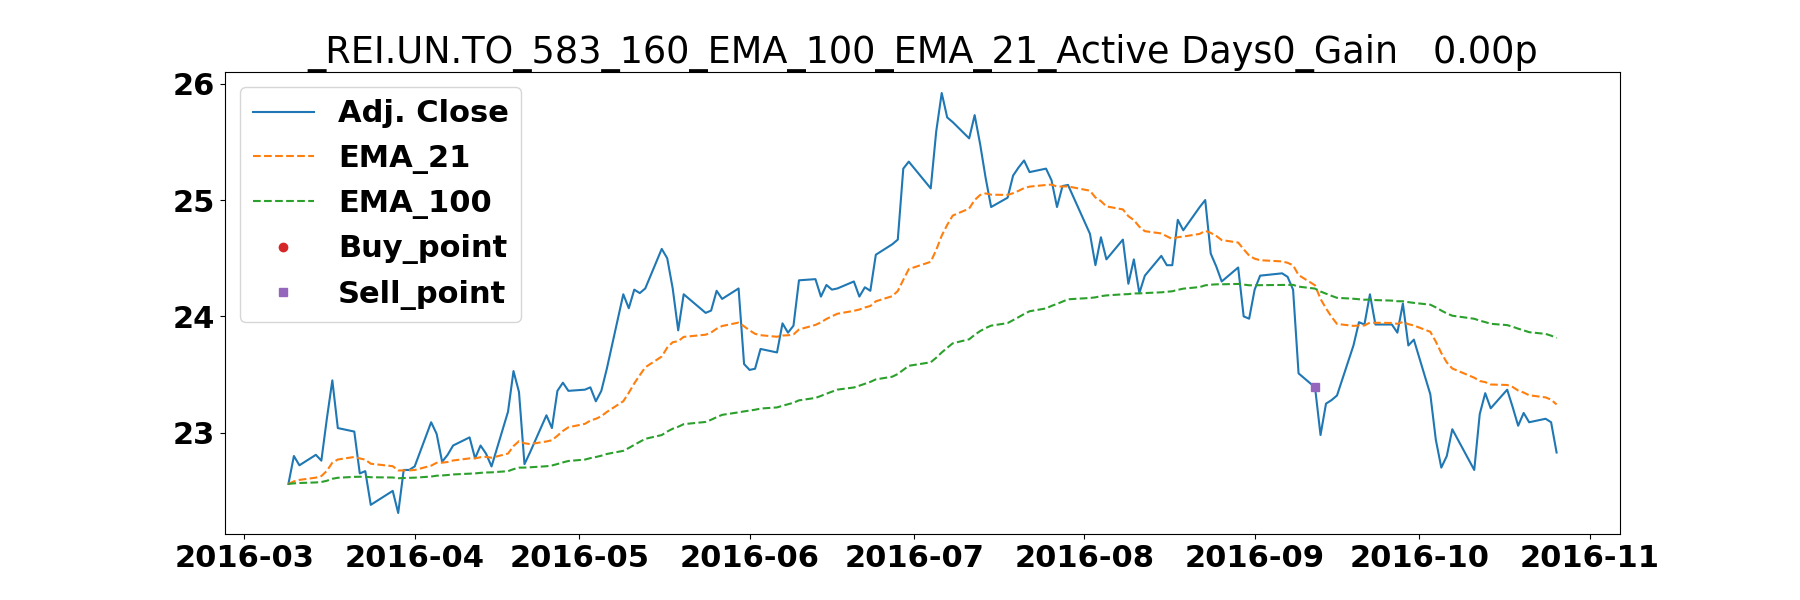 _REI.UN.TO_583_160_EMA_100_EMA_21_Active Days0_Gain   0.00p
26
25
24
23
Adj. Close
EMA_21
EMA_100
Buy_point
Sell_point
2016-03 2016-04 2016-05 2016-06 2016-07 2016-08 2016-09 2016-10 2016-11